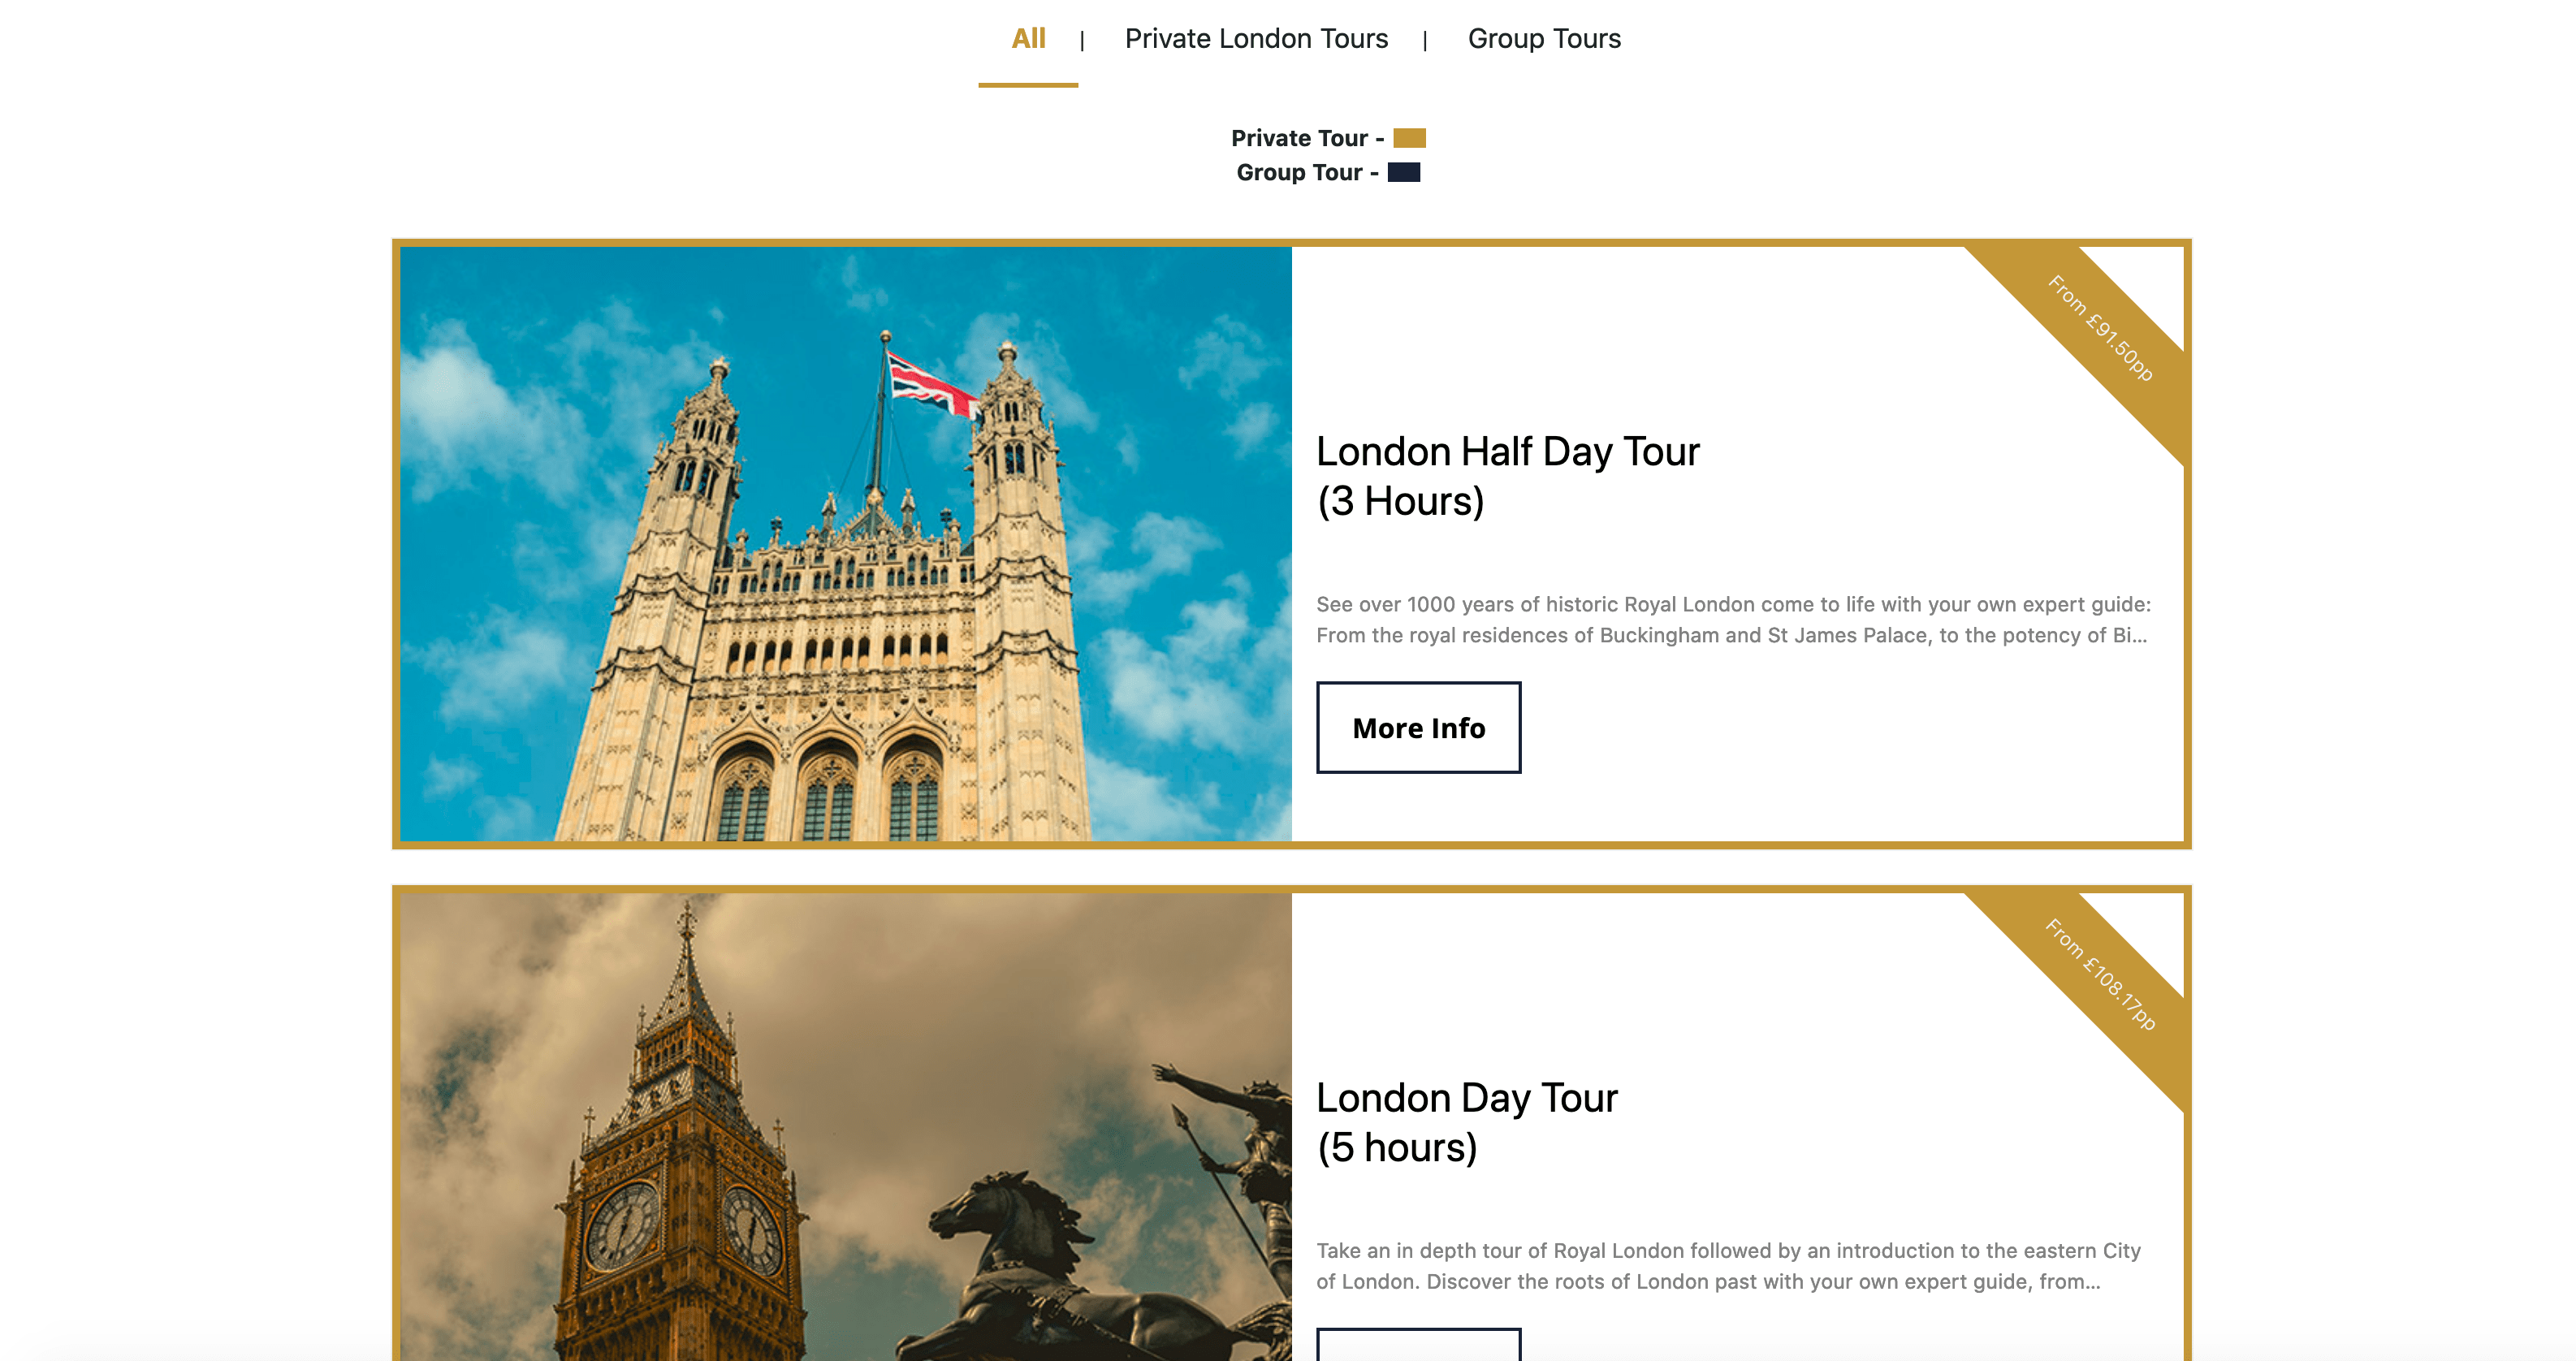 All | Private London Tours | Group Tours
Private Tour -
Group Tour -
From £91.50pp
London Half Day Tour
(3 Hours)
See over 1000 years of historic Royal London come to life with your own expert guide:
From the royal residences of Buckingham and St James Palace, to the potency of Bi...
More Info
From £108.17pp
London Day Tour
(5 hours)
Take an in depth tour of Royal London followed by an introduction to the eastern City
of London. Discover the roots of London past with your own expert guide, from...